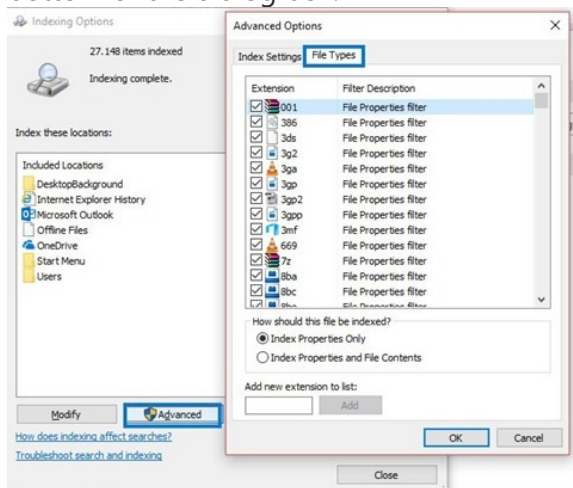 Indexing Options
27.148 items indexed
Indexing complete.
Index these locations:
Included Locations
DesktopBackground
Internet Explorer History
Microsoft Outlook
Offline Files
OneDrive
Start Menu
Users
Modify
Advanced
How does indexing affect searches?
Troubleshoot search and indexing
Close
Advanced Options
Index Settings File Types
Extension Filter Description
001 File Properties filter
386 File Properties filter
3ds File Properties filter
3g2 File Properties filter
3ga File Properties filter
3gp File Properties filter
3gp2 File Properties filter
3gpp File Properties filter
3mf File Properties filter
669 File Properties filter
7z File Properties filter
8ba File Properties filter
8bc File Properties filter
File Properties filter
How should this file be indexed?
Index Properties Only
Index Properties and File Contents
Add new extension to list:
Add
OK Cancel